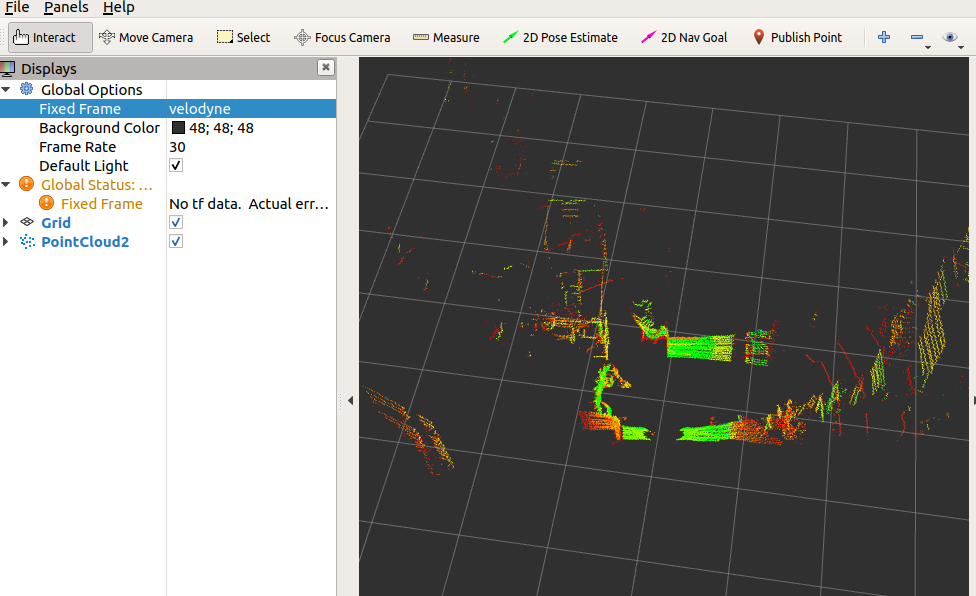 File Panels Help
Interact Move Camera Select Focus Camera Measure 2D Pose Estimate 2D Nav Goal Publish Point
Displays
Global Options
Fixed Frame velodyne
Background Color 48; 48; 48
Frame Rate 30
Default Light
Global Status: ...
Fixed Frame No tf data. Actual err...
Grid
PointCloud2